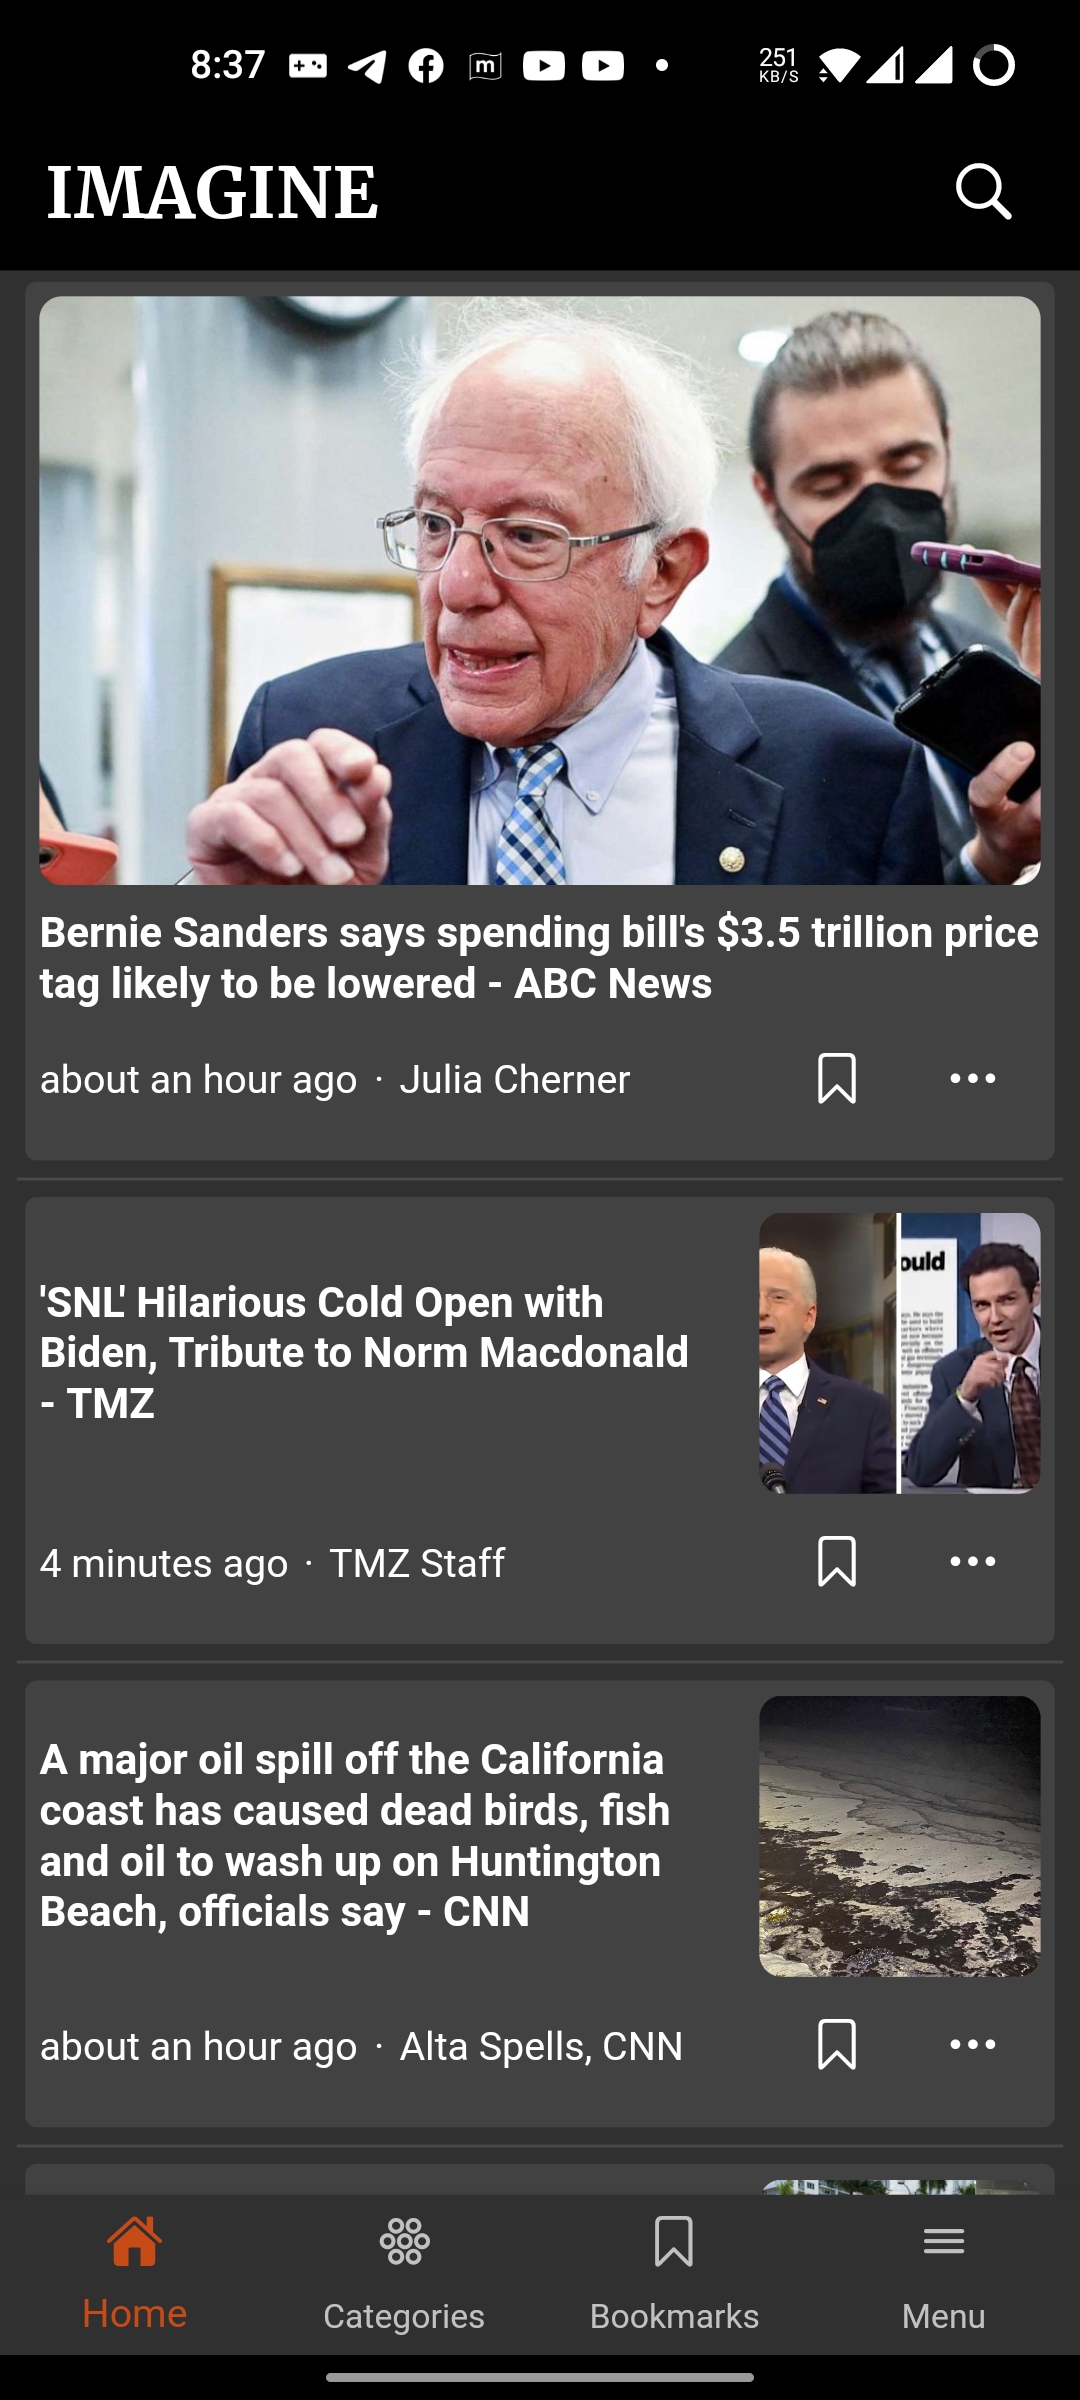 8:37
m
251
KB/S
IMAGINE
Bernie Sanders says spending bill's $3.5 trillion price
tag likely to be lowered - ABC News
about an hour ago · Julia Cherner
'SNL' Hilarious Cold Open with
Biden, Tribute to Norm Macdonald
- TMZ
ould
4 minutes ago · TMZ Staff
A major oil spill off the California
coast has caused dead birds, fish
and oil to wash up on Huntington
Beach, officials say - CNN
about an hour ago · Alta Spells, CNN
Home
Categories
Bookmarks
Menu